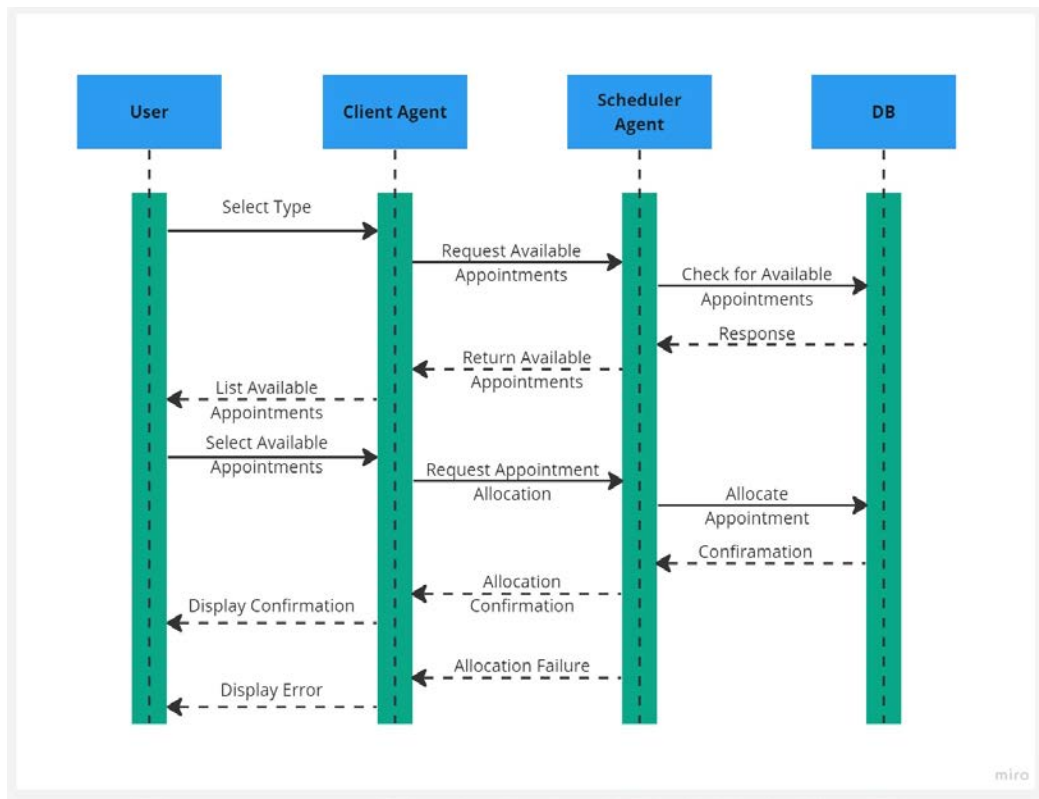 User
Client Agent
Scheduler
Agent
DB
Select Type
Request Available
Appointments
Check for Available
Appointments
Response
Return Available
Appointments
List Available
Appointments
Select Available
Appointments
Request Appointment
Allocation
Allocate
Appointment
Confiramation
Allocation
Confirmation
Display Confirmation
Allocation Failure
Display Error
miro